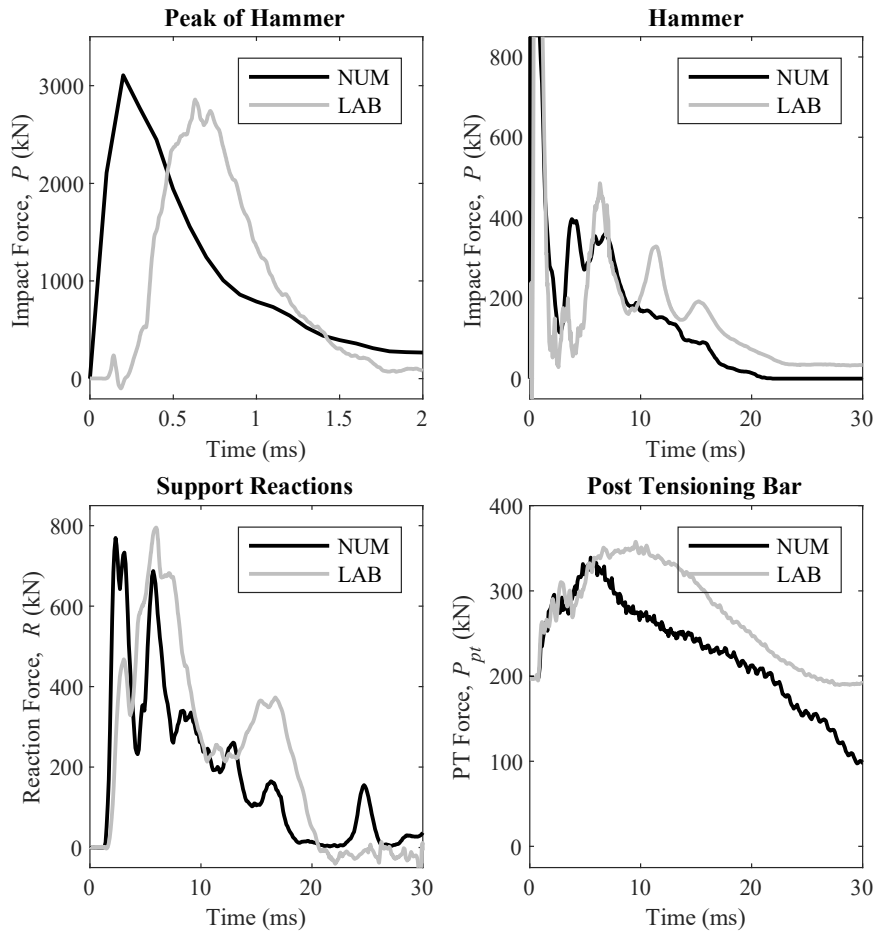 Peak of Hammer
Impact Force, P (kN)
3000
2000
1000
0
NUM
LAB
0 0.5 1 1.5 2
Time (ms)
Hammer
Impact Force, P (kN)
800
600
400
200
0
NUM
LAB
0 10 20 30
Time (ms)
Support Reactions
Reaction Force, R (kN)
800
600
400
200
0
NUM
LAB
0 10 20 30
Time (ms)
Post Tensioning Bar
PT Force, P_pt (kN)
400
300
200
100
0
NUM
LAB
0 10 20 30
Time (ms)